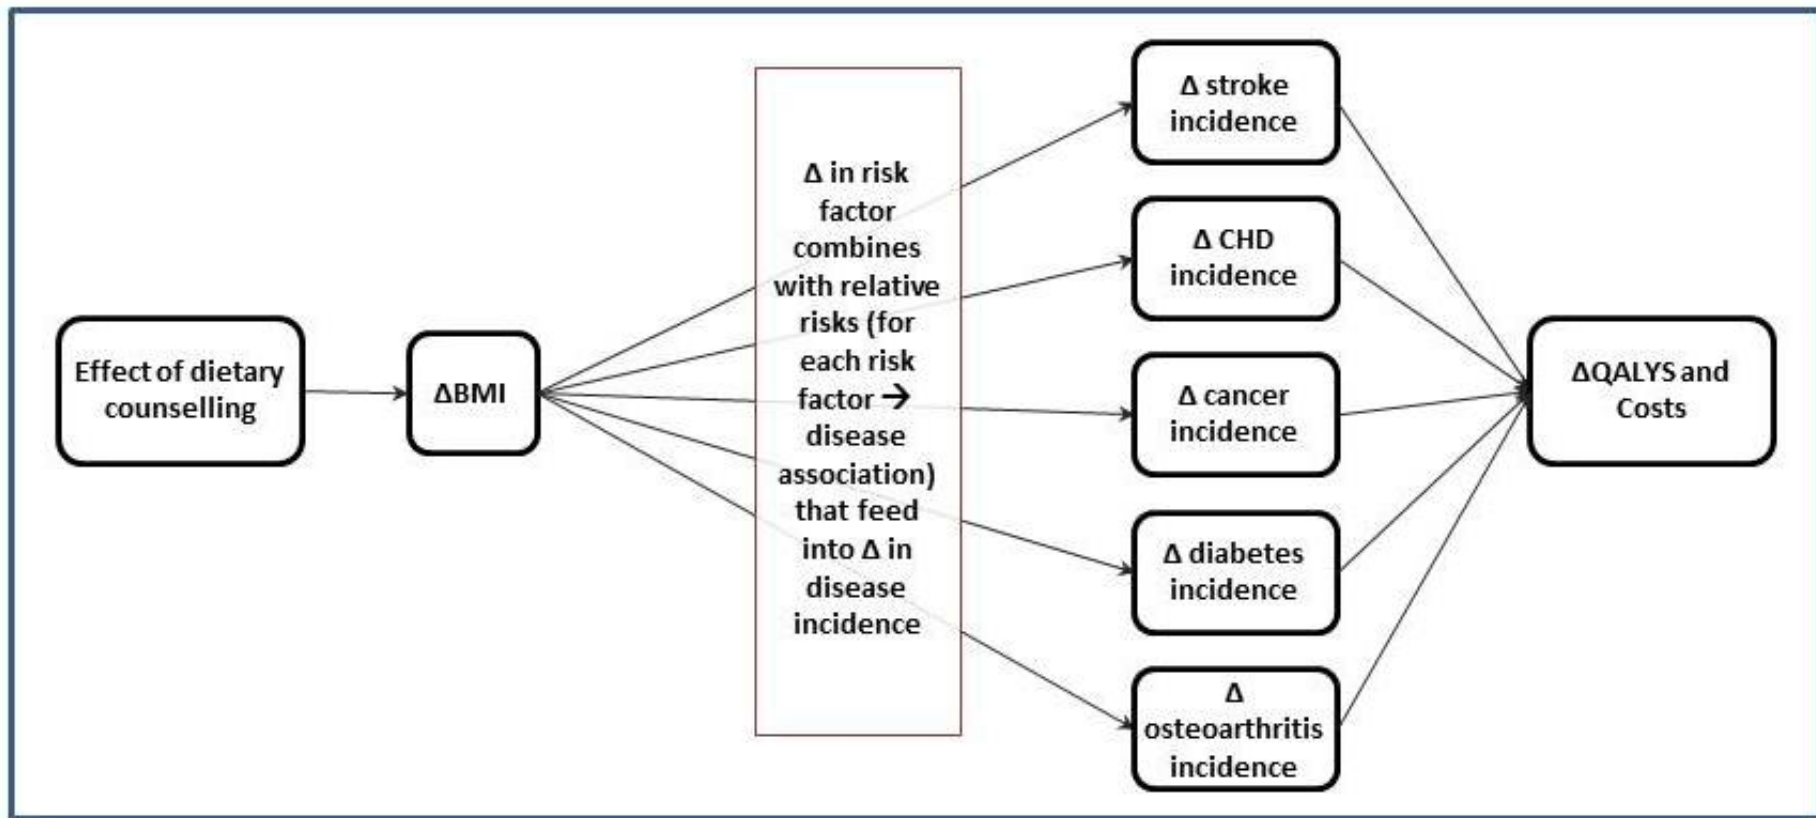 Effect of dietary
counselling
ΔBMI
Δ in risk
factor
combines
with relative
risks (for
each risk
factor →
disease
association)
that feed
into Δ in
disease
incidence
Δ stroke
incidence
Δ CHD
incidence
Δ cancer
incidence
Δ diabetes
incidence
Δ
osteoarthritis
incidence
ΔQALYS and
Costs